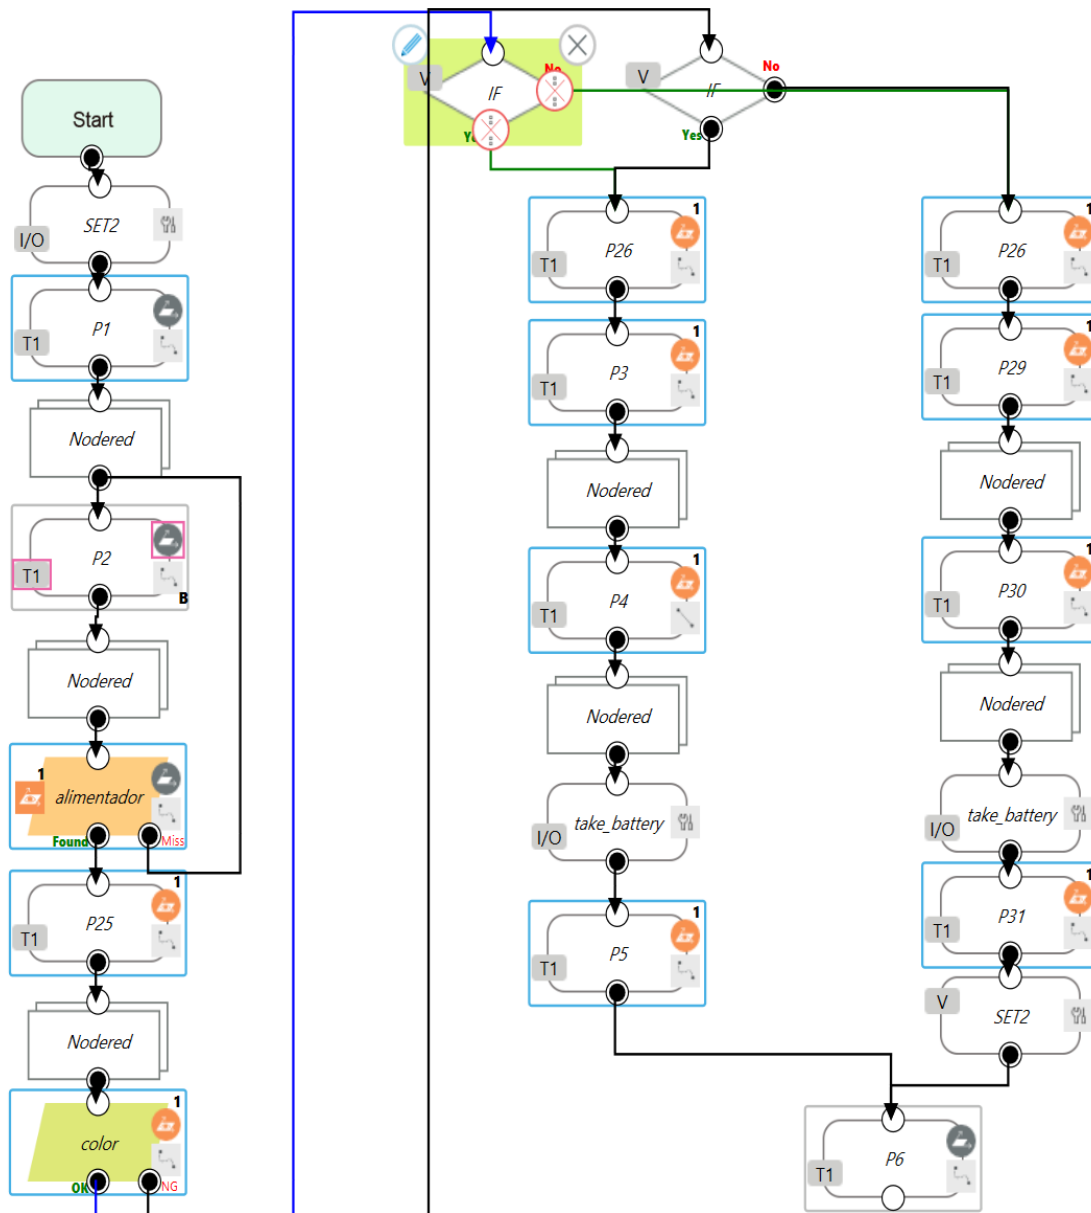 Start
SET2
I/O
P1
T1
Nodered
P2
T1
B
Nodered
1
alimentador
Found
Miss
1
P25
T1
Nodered
1
color
OK
NG
V
IF
No
V
IF
No
Yes
1
P26
T1
1
P3
T1
Nodered
1
P4
T1
Nodered
take_battery
I/O
1
P5
T1
1
P26
T1
1
P29
T1
Nodered
1
P30
T1
Nodered
take_battery
I/O
1
P31
T1
V
SET2
P6
T1